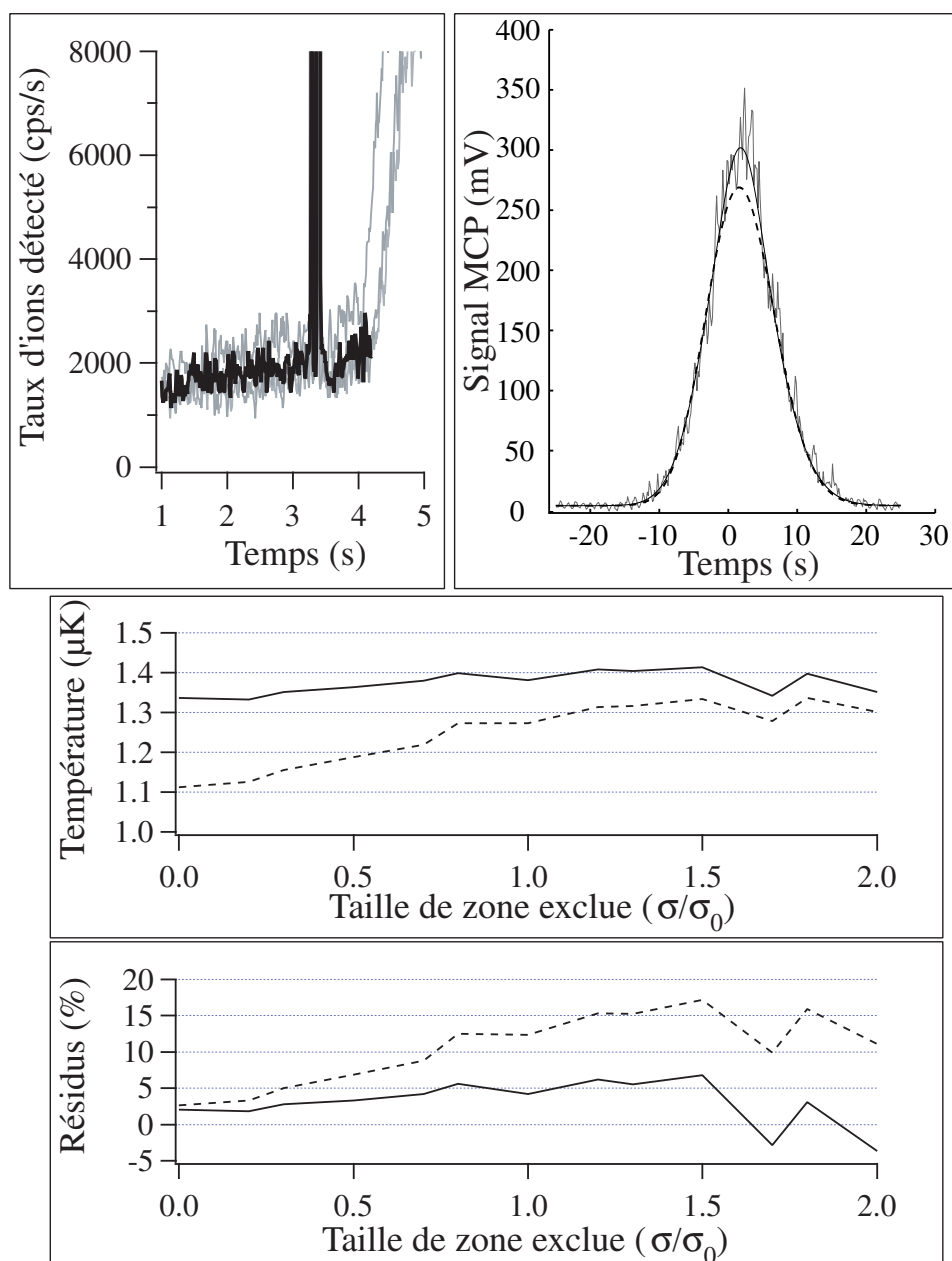 Taux d'ions détecté (cps/s)
8000
6000
4000
2000
0
1 2 3 4 5
Temps (s)
Signal MCP (mV)
400
350
300
250
200
150
100
50
0
-20 -10 0 10 20 30
Temps (s)
Température (µK)
1.5
1.4
1.3
1.2
1.1
1.0
0.0 0.5 1.0 1.5 2.0
Taille de zone exclue (σ/σ0)
Résidus (%)
20
15
10
5
0
-5
0.0 0.5 1.0 1.5 2.0
Taille de zone exclue (σ/σ0)